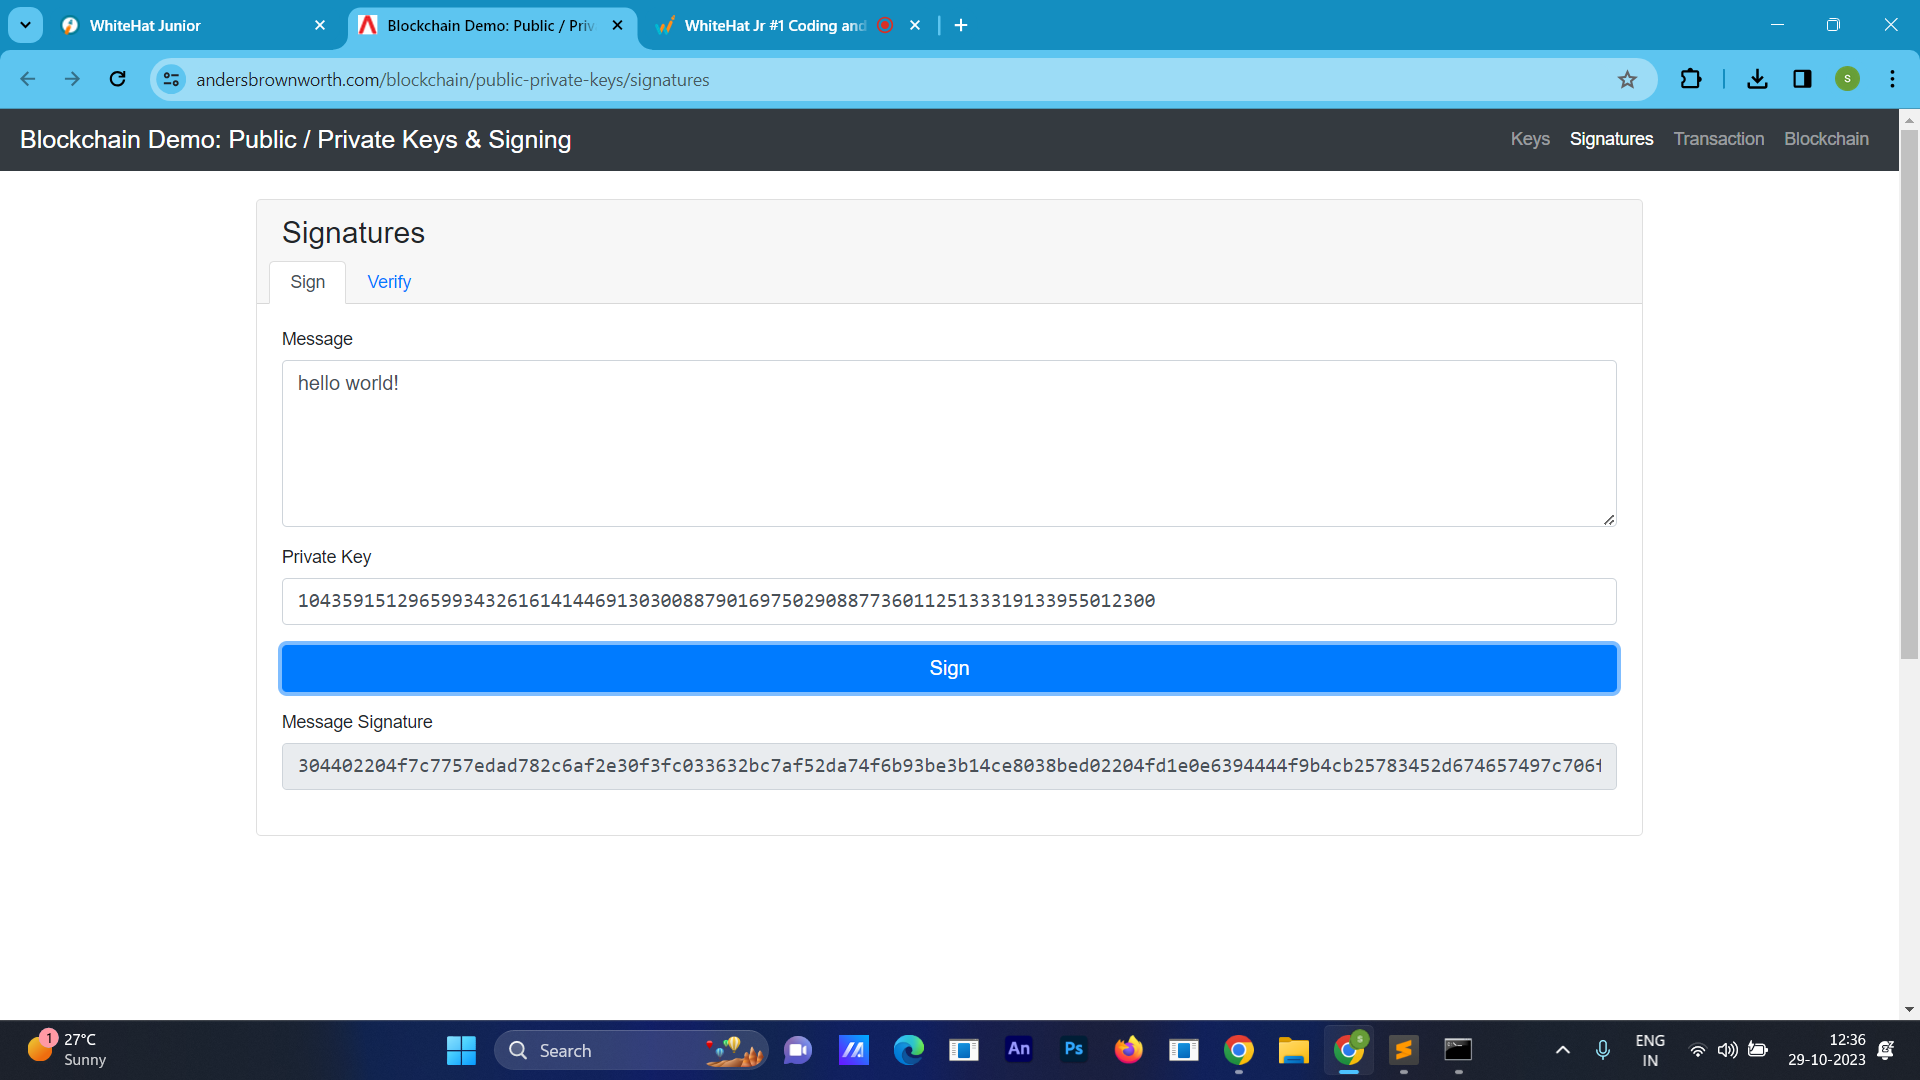 WhiteHat Junior
Blockchain Demo: Public / Priv
WhiteHat Jr #1 Coding and
andersbrownworth.com/blockchain/public-private-keys/signatures
S
Blockchain Demo: Public / Private Keys & Signing
Keys Signatures Transaction Blockchain
Signatures
Sign Verify
Message
hello world!
Private Key
104359151296599343261614144691303008879016975029088773601125133319133955012300
Sign
Message Signature
304402204f7c7757edad782c6af2e30f3fc033632bc7af52da74f6b93be3b14ce8038bed02204fd1e0e6394444f9b4cb25783452d674657497c706f
1
27°C
Sunny
Search
An
Ps
S
ENG
IN
12:36
29-10-2023